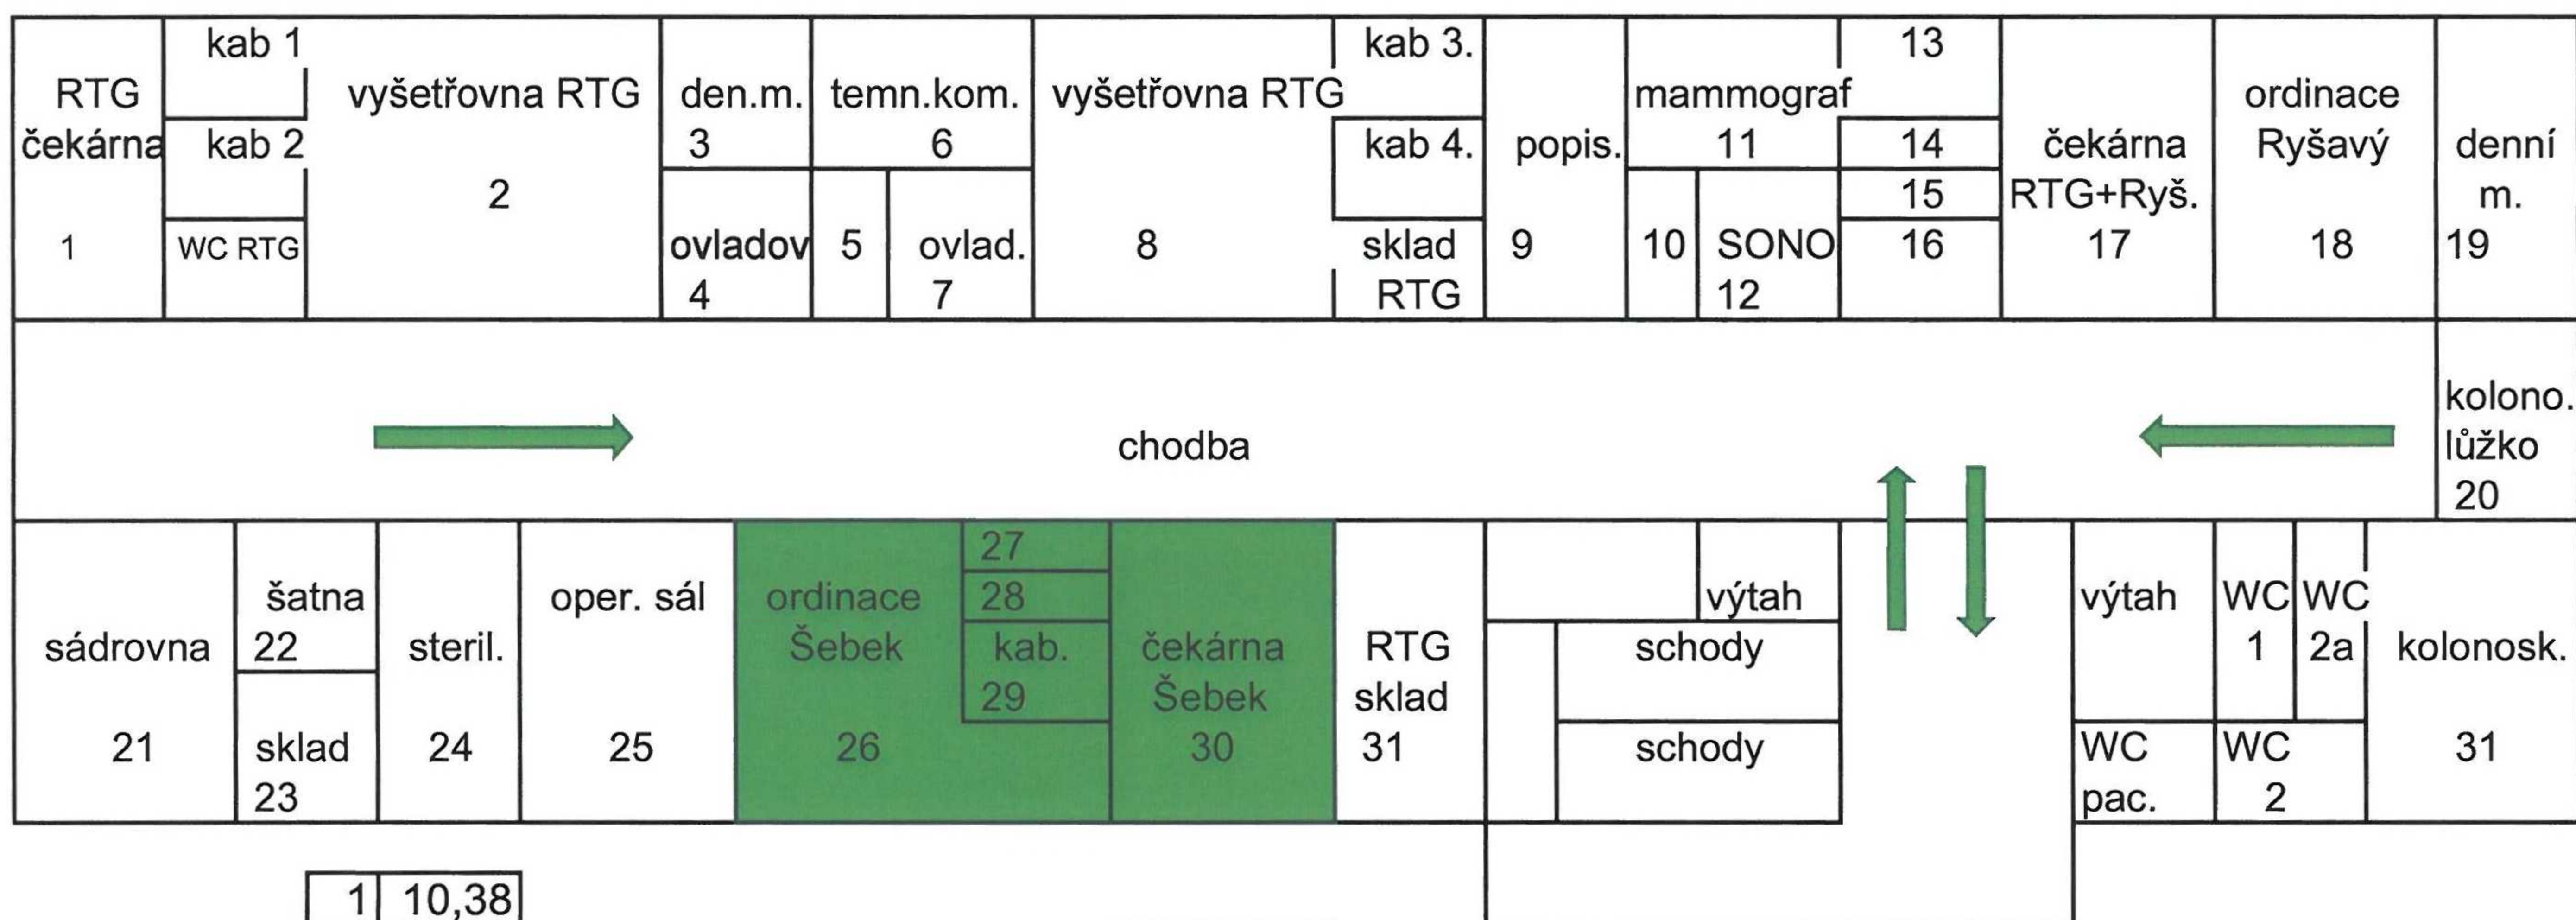 RTG
čekárna
1
kab 1
kab 2
WC RTG
vyšetřovna RTG
2
den.m.
3
ovladov
4
temn.kom.
6
5
ovlad.
7
vyšetřovna RTG
8
kab 3.
kab 4.
sklad
RTG
popis.
9
mammograf
11
10
SONO
12
13
14
15
16
čekárna
RTG+Ryš.
17
ordinace
Ryšavý
18
denní
m.
19
chodba
kolono.
lůžko
20
sádrovna
21
šatna
22
sklad
23
steril.
24
oper. sál
25
ordinace
Šebek
26
27
28
kab.
29
čekárna
Šebek
30
RTG
sklad
31
výtah
schody
schody
výtah
WC
pac.
WC
1
WC
2a
WC
2
kolonosk.
31
1 10,38